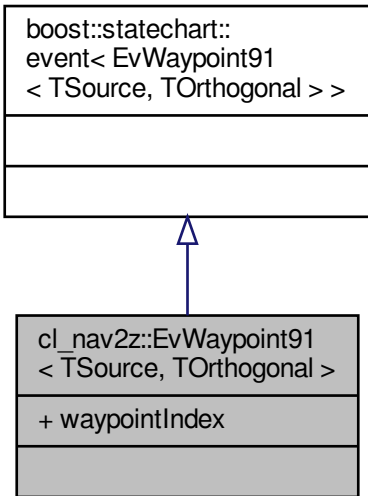 boost::statechart::
event< EvWaypoint91
< TSource, TOrthogonal > >
cl_nav2z::EvWaypoint91
< TSource, TOrthogonal >
+ waypointIndex